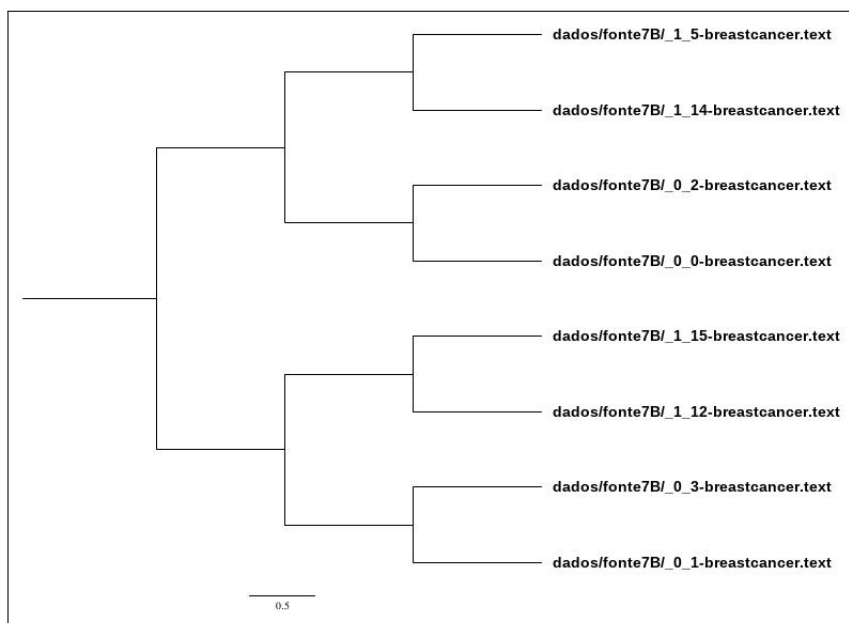 dados/fonte7B/_1_5-breastcancer.text
dados/fonte7B/_1_14-breastcancer.text
dados/fonte7B/_0_2-breastcancer.text
dados/fonte7B/_0_0-breastcancer.text
dados/fonte7B/_1_15-breastcancer.text
dados/fonte7B/_1_12-breastcancer.text
dados/fonte7B/_0_3-breastcancer.text
dados/fonte7B/_0_1-breastcancer.text
0.5